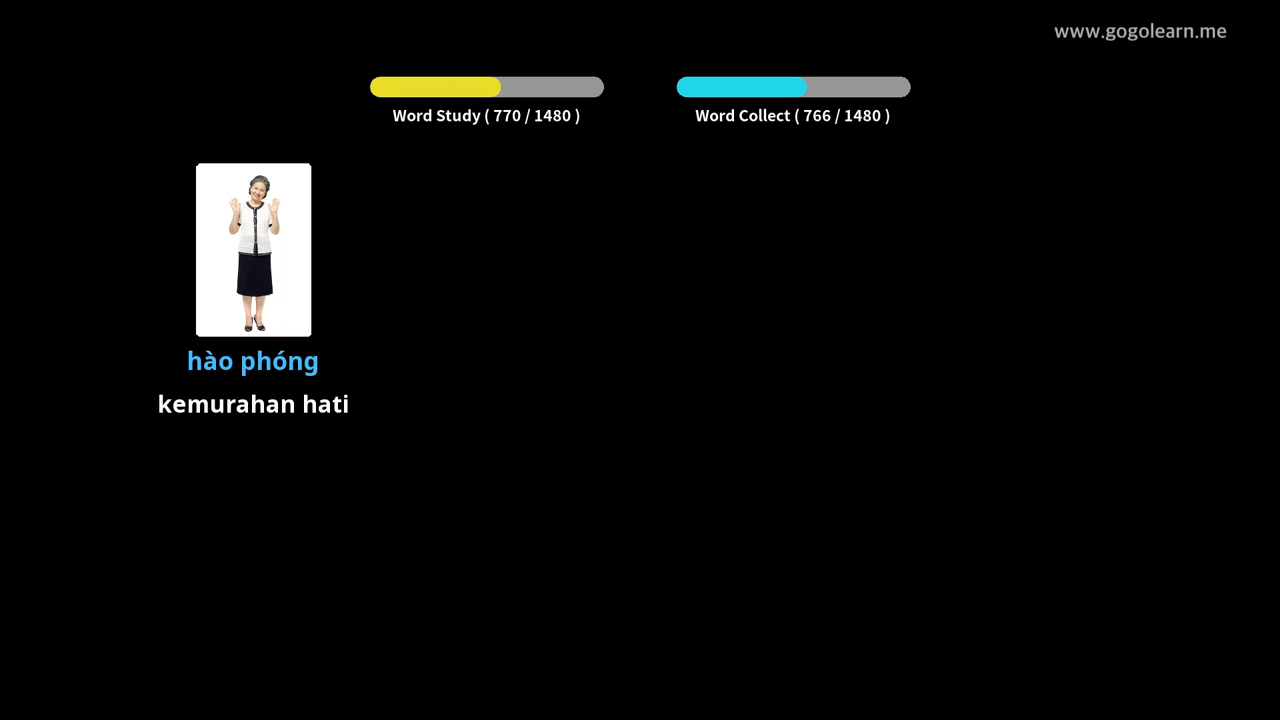 www.gogolearn.me
Word Study ( 770 / 1480 )
Word Collect ( 766 / 1480 )
hào phóng
kemurahan hati